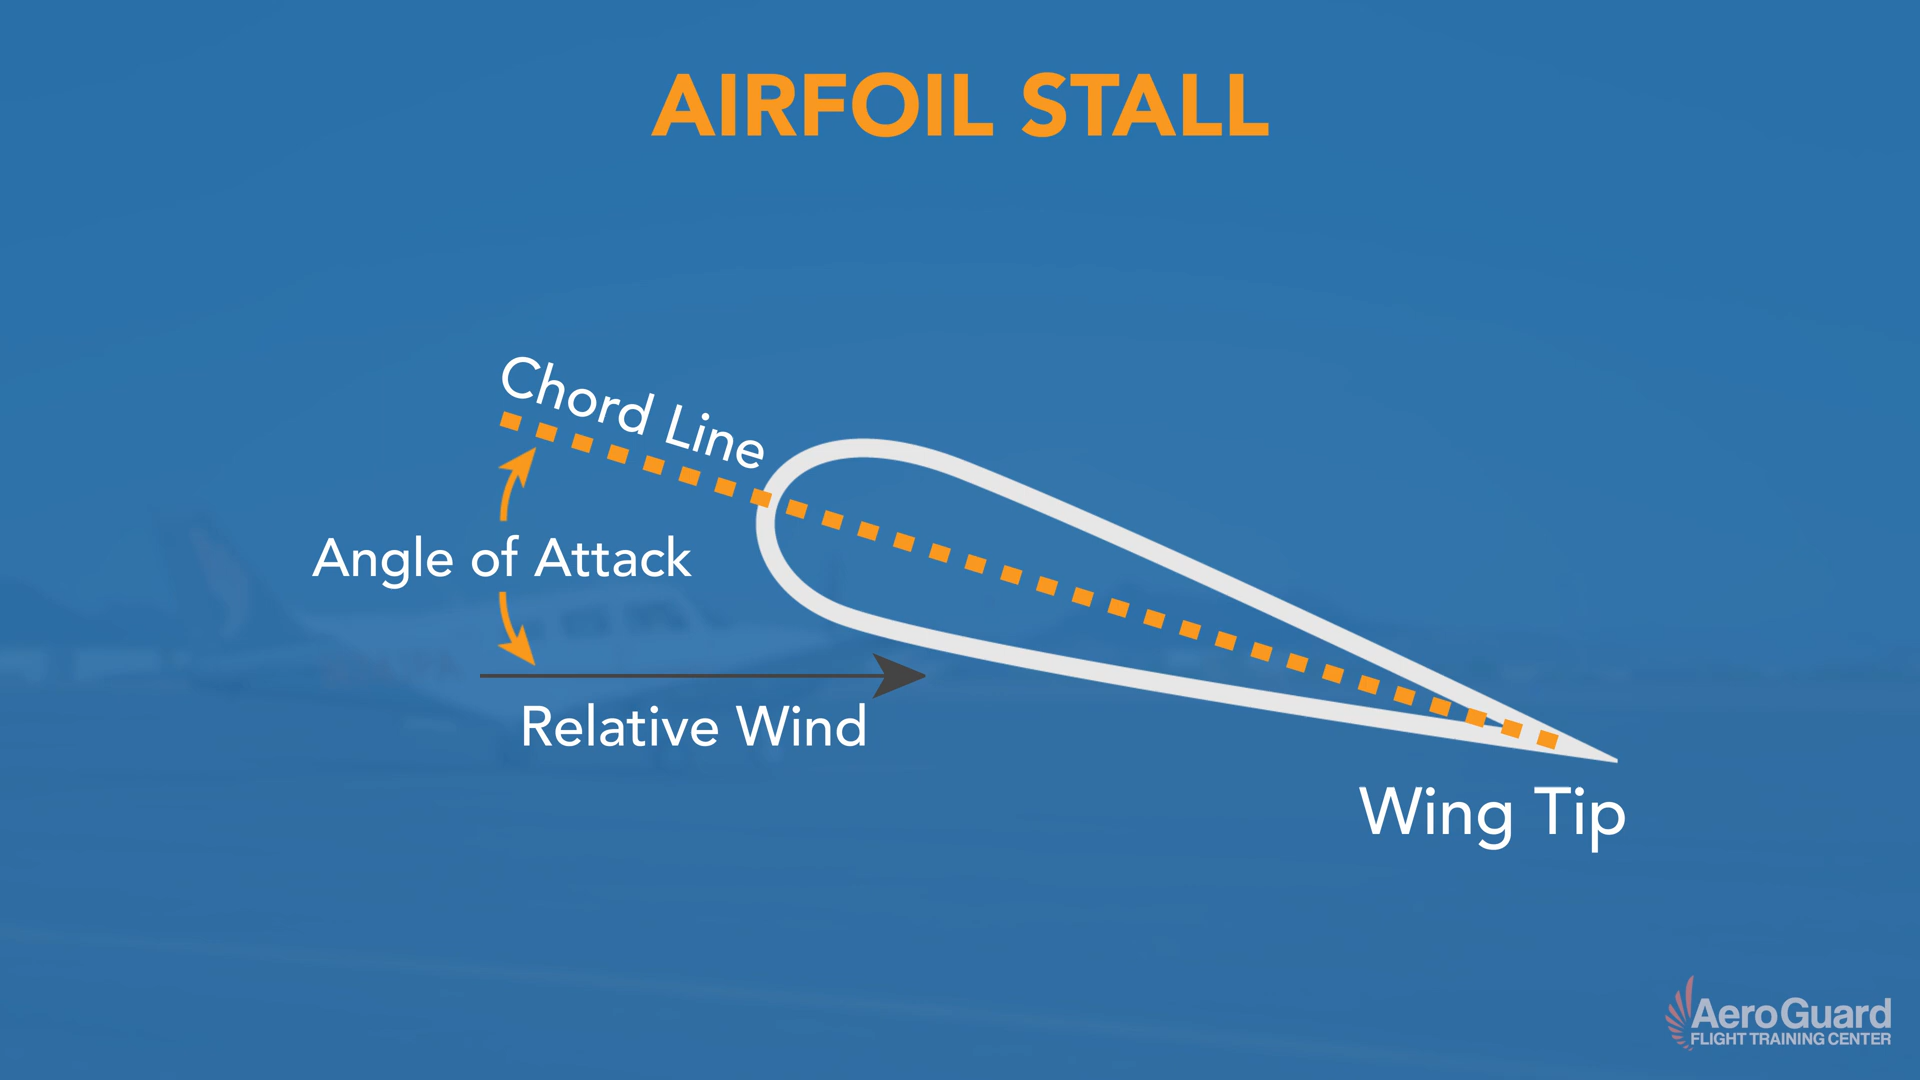 AIRFOIL STALL
Chord Line
Angle of Attack
Relative Wind
Wing Tip
AeroGuard
FLIGHT TRAINING CENTER